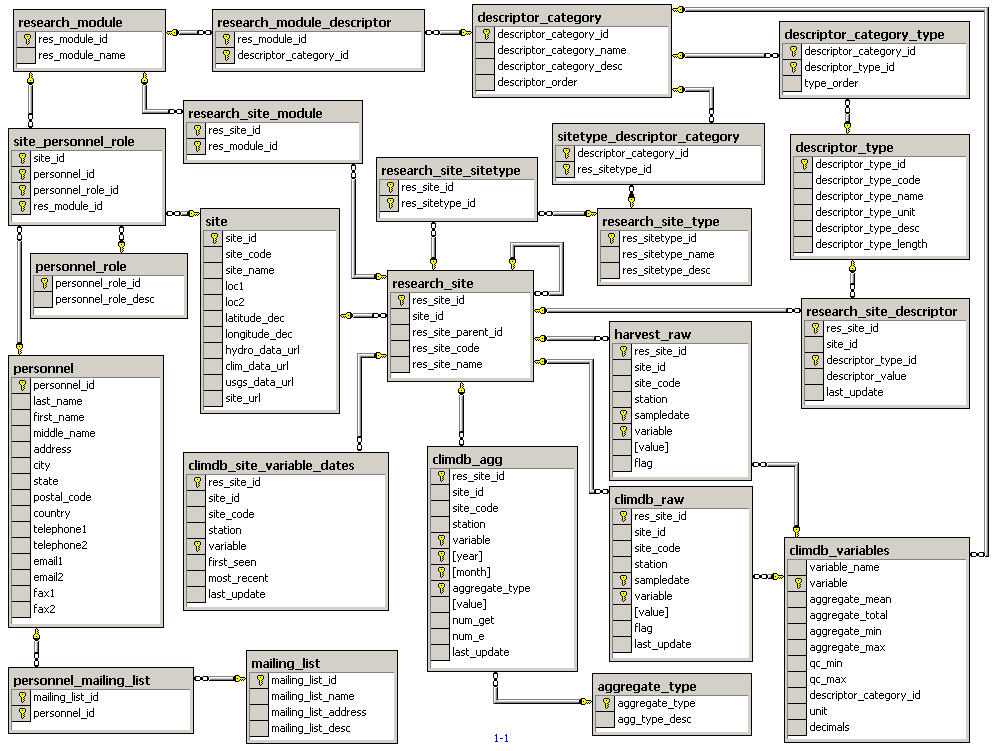 research_module
res_module_id
res_module_name
research_module_descriptor
res_module_id
descriptor_category_id
descriptor_category
descriptor_category_id
descriptor_category_name
descriptor_category_desc
descriptor_order
descriptor_category_type
descriptor_category_id
descriptor_type_id
type_order
research_site_module
res_site_id
res_module_id
site_personnel_role
site_id
personnel_id
personnel_role_id
res_module_id
sitetype_descriptor_category
descriptor_category_id
res_sitetype_id
descriptor_type
descriptor_type_id
descriptor_type_code
descriptor_type_name
descriptor_type_unit
descriptor_type_desc
descriptor_type_length
research_site_sitetype
res_site_id
res_sitetype_id
site
site_id
site_code
site_name
loc1
loc2
latitude_dec
longitude_dec
hydro_data_url
clim_data_url
usgs_data_url
site_url
research_site_type
res_sitetype_id
res_sitetype_name
res_sitetype_desc
personnel_role
personnel_role_id
personnel_role_desc
research_site
res_site_id
site_id
res_site_parent_id
res_site_code
res_site_name
research_site_descriptor
res_site_id
site_id
descriptor_type_id
descriptor_value
last_update
harvest_raw
res_site_id
site_id
site_code
station
sampledate
variable
[value]
flag
personnel
personnel_id
last_name
first_name
middle_name
address
city
state
postal_code
country
telephone1
telephone2
email1
email2
fax1
fax2
climdb_site_variable_dates
res_site_id
site_id
site_code
station
variable
first_seen
most_recent
last_update
climdb_agg
res_site_id
site_id
site_code
station
variable
[year]
[month]
aggregate_type
[value]
num_get
num_e
last_update
climdb_raw
res_site_id
site_id
site_code
station
sampledate
variable
[value]
flag
last_update
climdb_variables
variable_name
variable
aggregate_mean
aggregate_total
aggregate_min
aggregate_max
qc_min
qc_max
descriptor_category_id
unit
decimals
personnel_mailing_list
mailing_list_id
personnel_id
mailing_list
mailing_list_id
mailing_list_name
mailing_list_address
mailing_list_desc
aggregate_type
aggregate_type
agg_type_desc
1-1